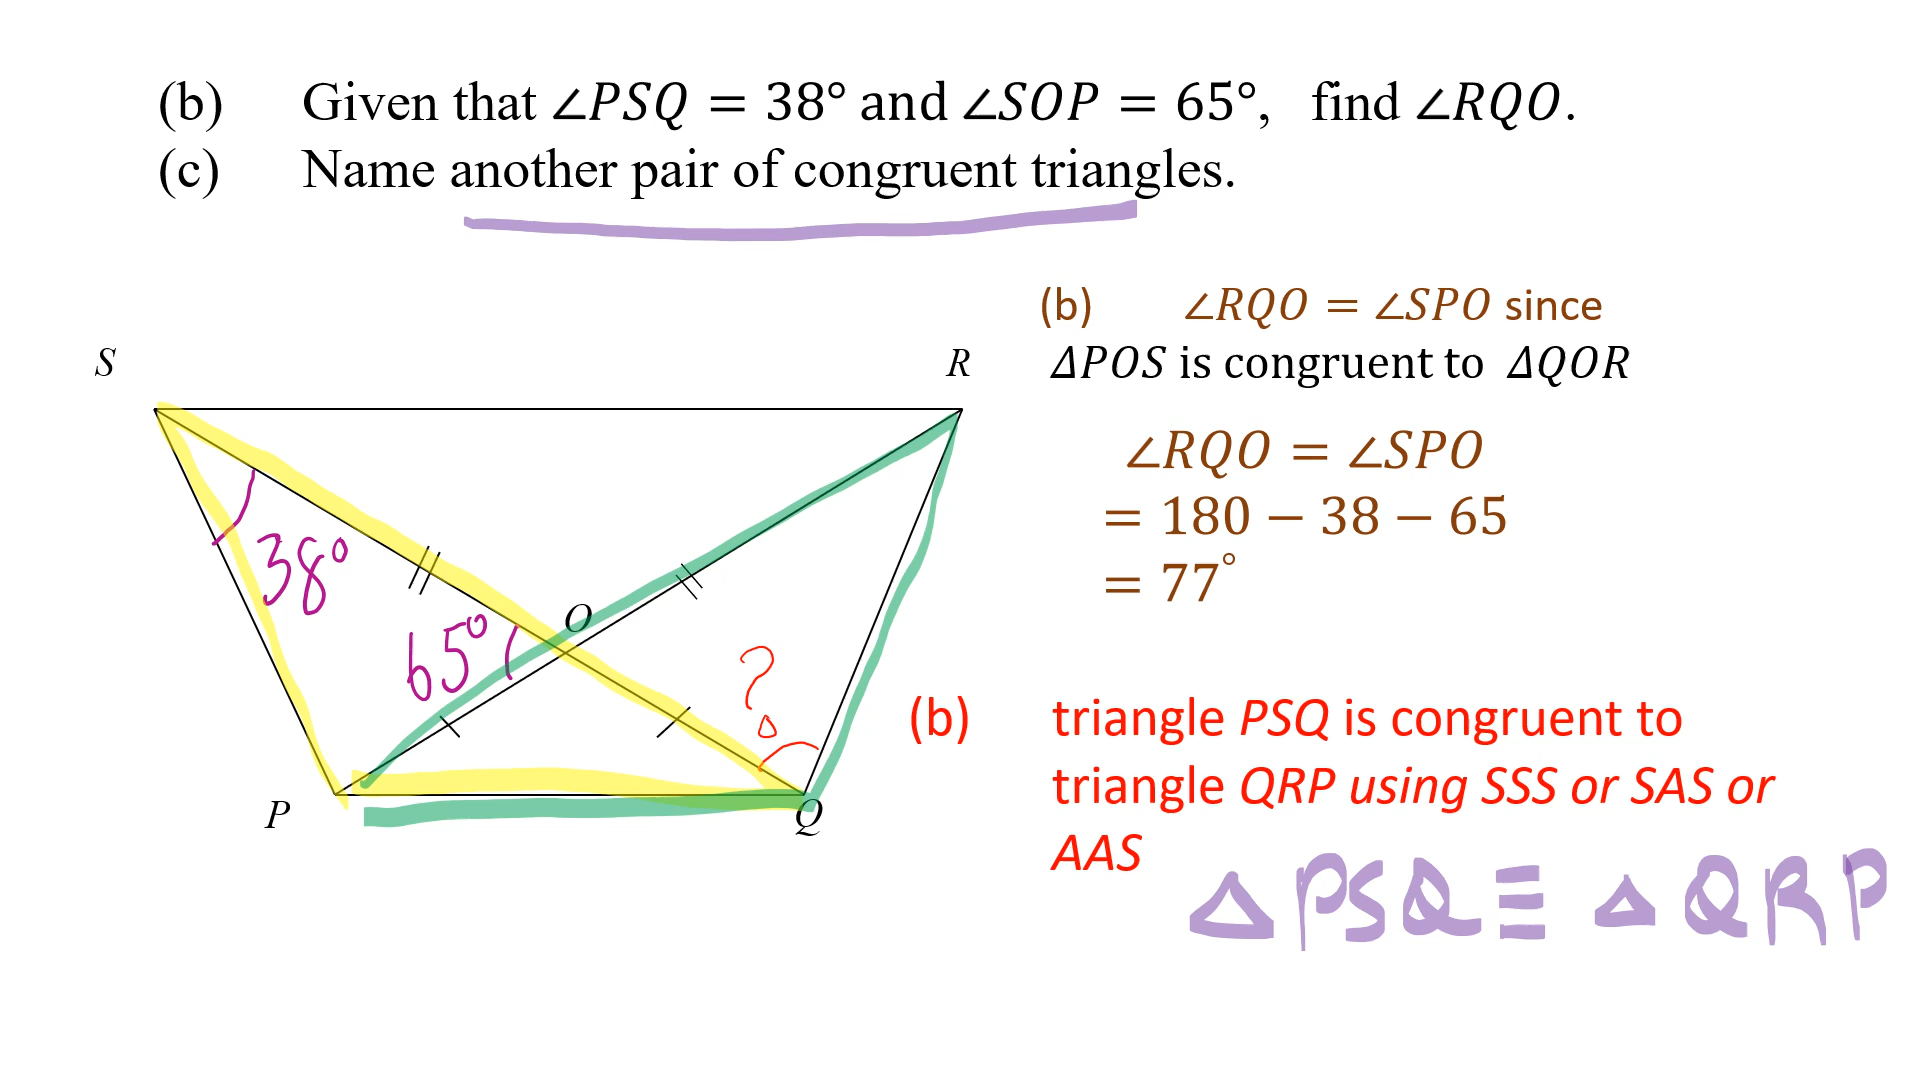 (b) Given that ∠PSQ = 38° and ∠SOP = 65°, find ∠RQO.
(c) Name another pair of congruent triangles.
(b) ∠RQO = ∠SPO since
ΔPOS is congruent to ΔQOR
S
R
∠RQO = ∠SPO
= 180 − 38 − 65
= 77°
38°
O
65°
?
P
Q
(b) triangle PSQ is congruent to
triangle QRP using SSS or SAS or
AAS
Δ PSQ ≡ Δ QRP